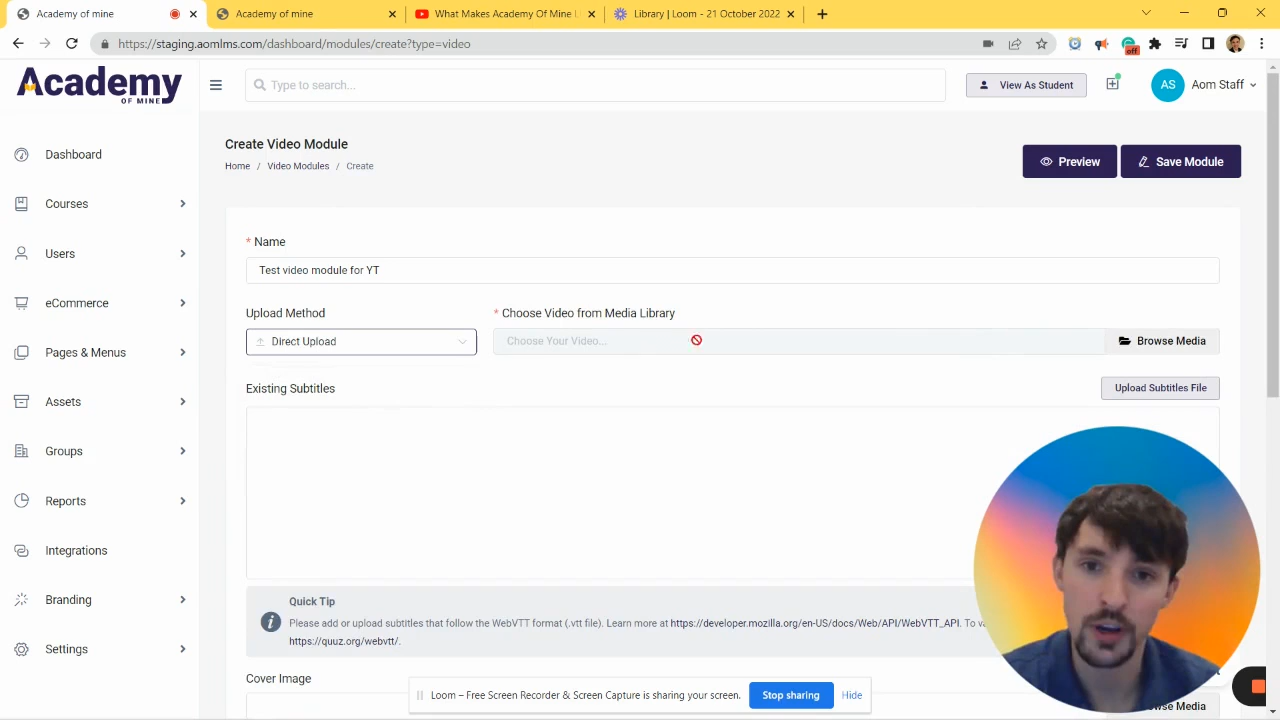 Academy of mine
Academy of mine
What Makes Academy Of Mine
Library | Loom - 21 October 2022
https://staging.aomlms.com/dashboard/modules/create?type=video
off
Academy
OF MINE
Type to search...
View As Student
AS
Aom Staff
Dashboard
Courses
Users
eCommerce
Pages & Menus
Assets
Groups
Reports
Integrations
Branding
Settings
Create Video Module
Home / Video Modules / Create
Preview
Save Module
* Name
Test video module for YT
Upload Method
Direct Upload
* Choose Video from Media Library
Choose Your Video...
Browse Media
Existing Subtitles
Upload Subtitles File
Quick Tip
Please add or upload subtitles that follow the WebVTT format (.vtt file). Learn more at https://developer.mozilla.org/en-US/docs/Web/API/WebVTT_API. To
https://quuz.org/webvtt/.
Cover Image
Media
Loom – Free Screen Recorder & Screen Capture is sharing your screen.
Stop sharing
Hide